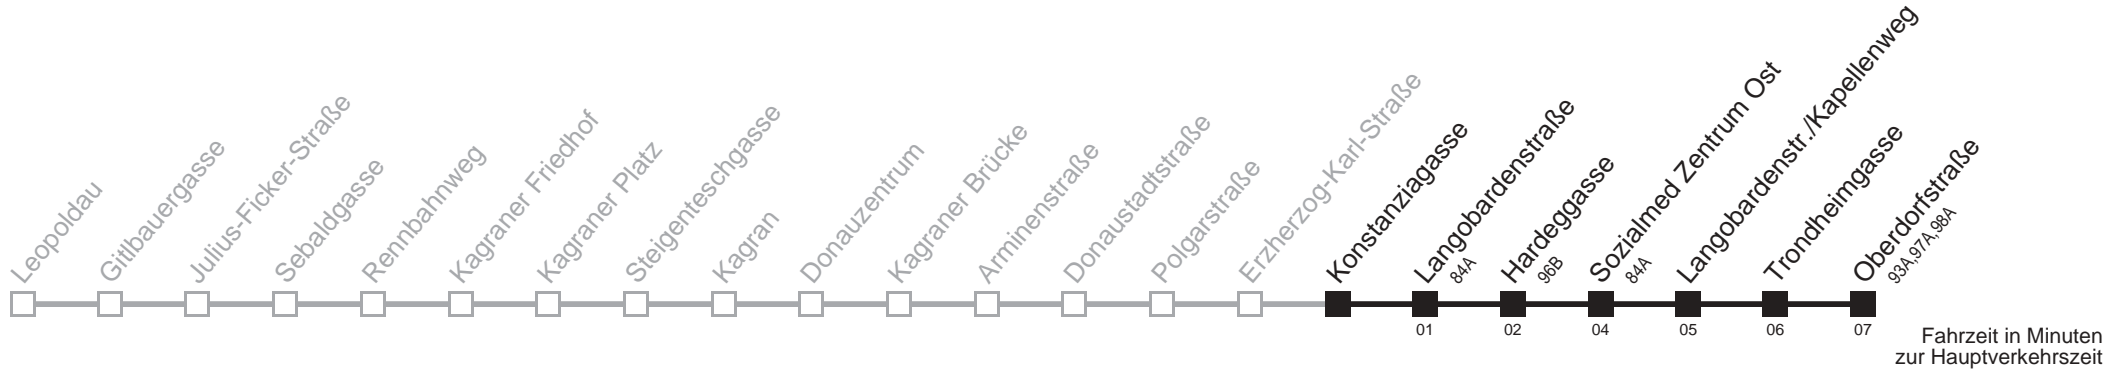 Leopoldau
Gitlbauergasse
Julius-Ficker-Straße
Sebaldgasse
Rennbahnweg
Kagraner Friedhof
Kagraner Platz
Steigenteschgasse
Kagran
Donauzentrum
Kagraner Brücke
Arminenstraße
Donaustadtstraße
Polgarstraße
Erzherzog-Karl-Straße
Konstanziagasse
Langobardenstraße
84A
Hardeggasse
96B
Sozialmed Zentrum Ost
84A
Langobardenstr./Kapellenweg
Trondheimgasse
Oberdorfstraße
93A,97A,98A
01 02 04 05 06 07
Fahrzeit in Minuten
zur Hauptverkehrszeit